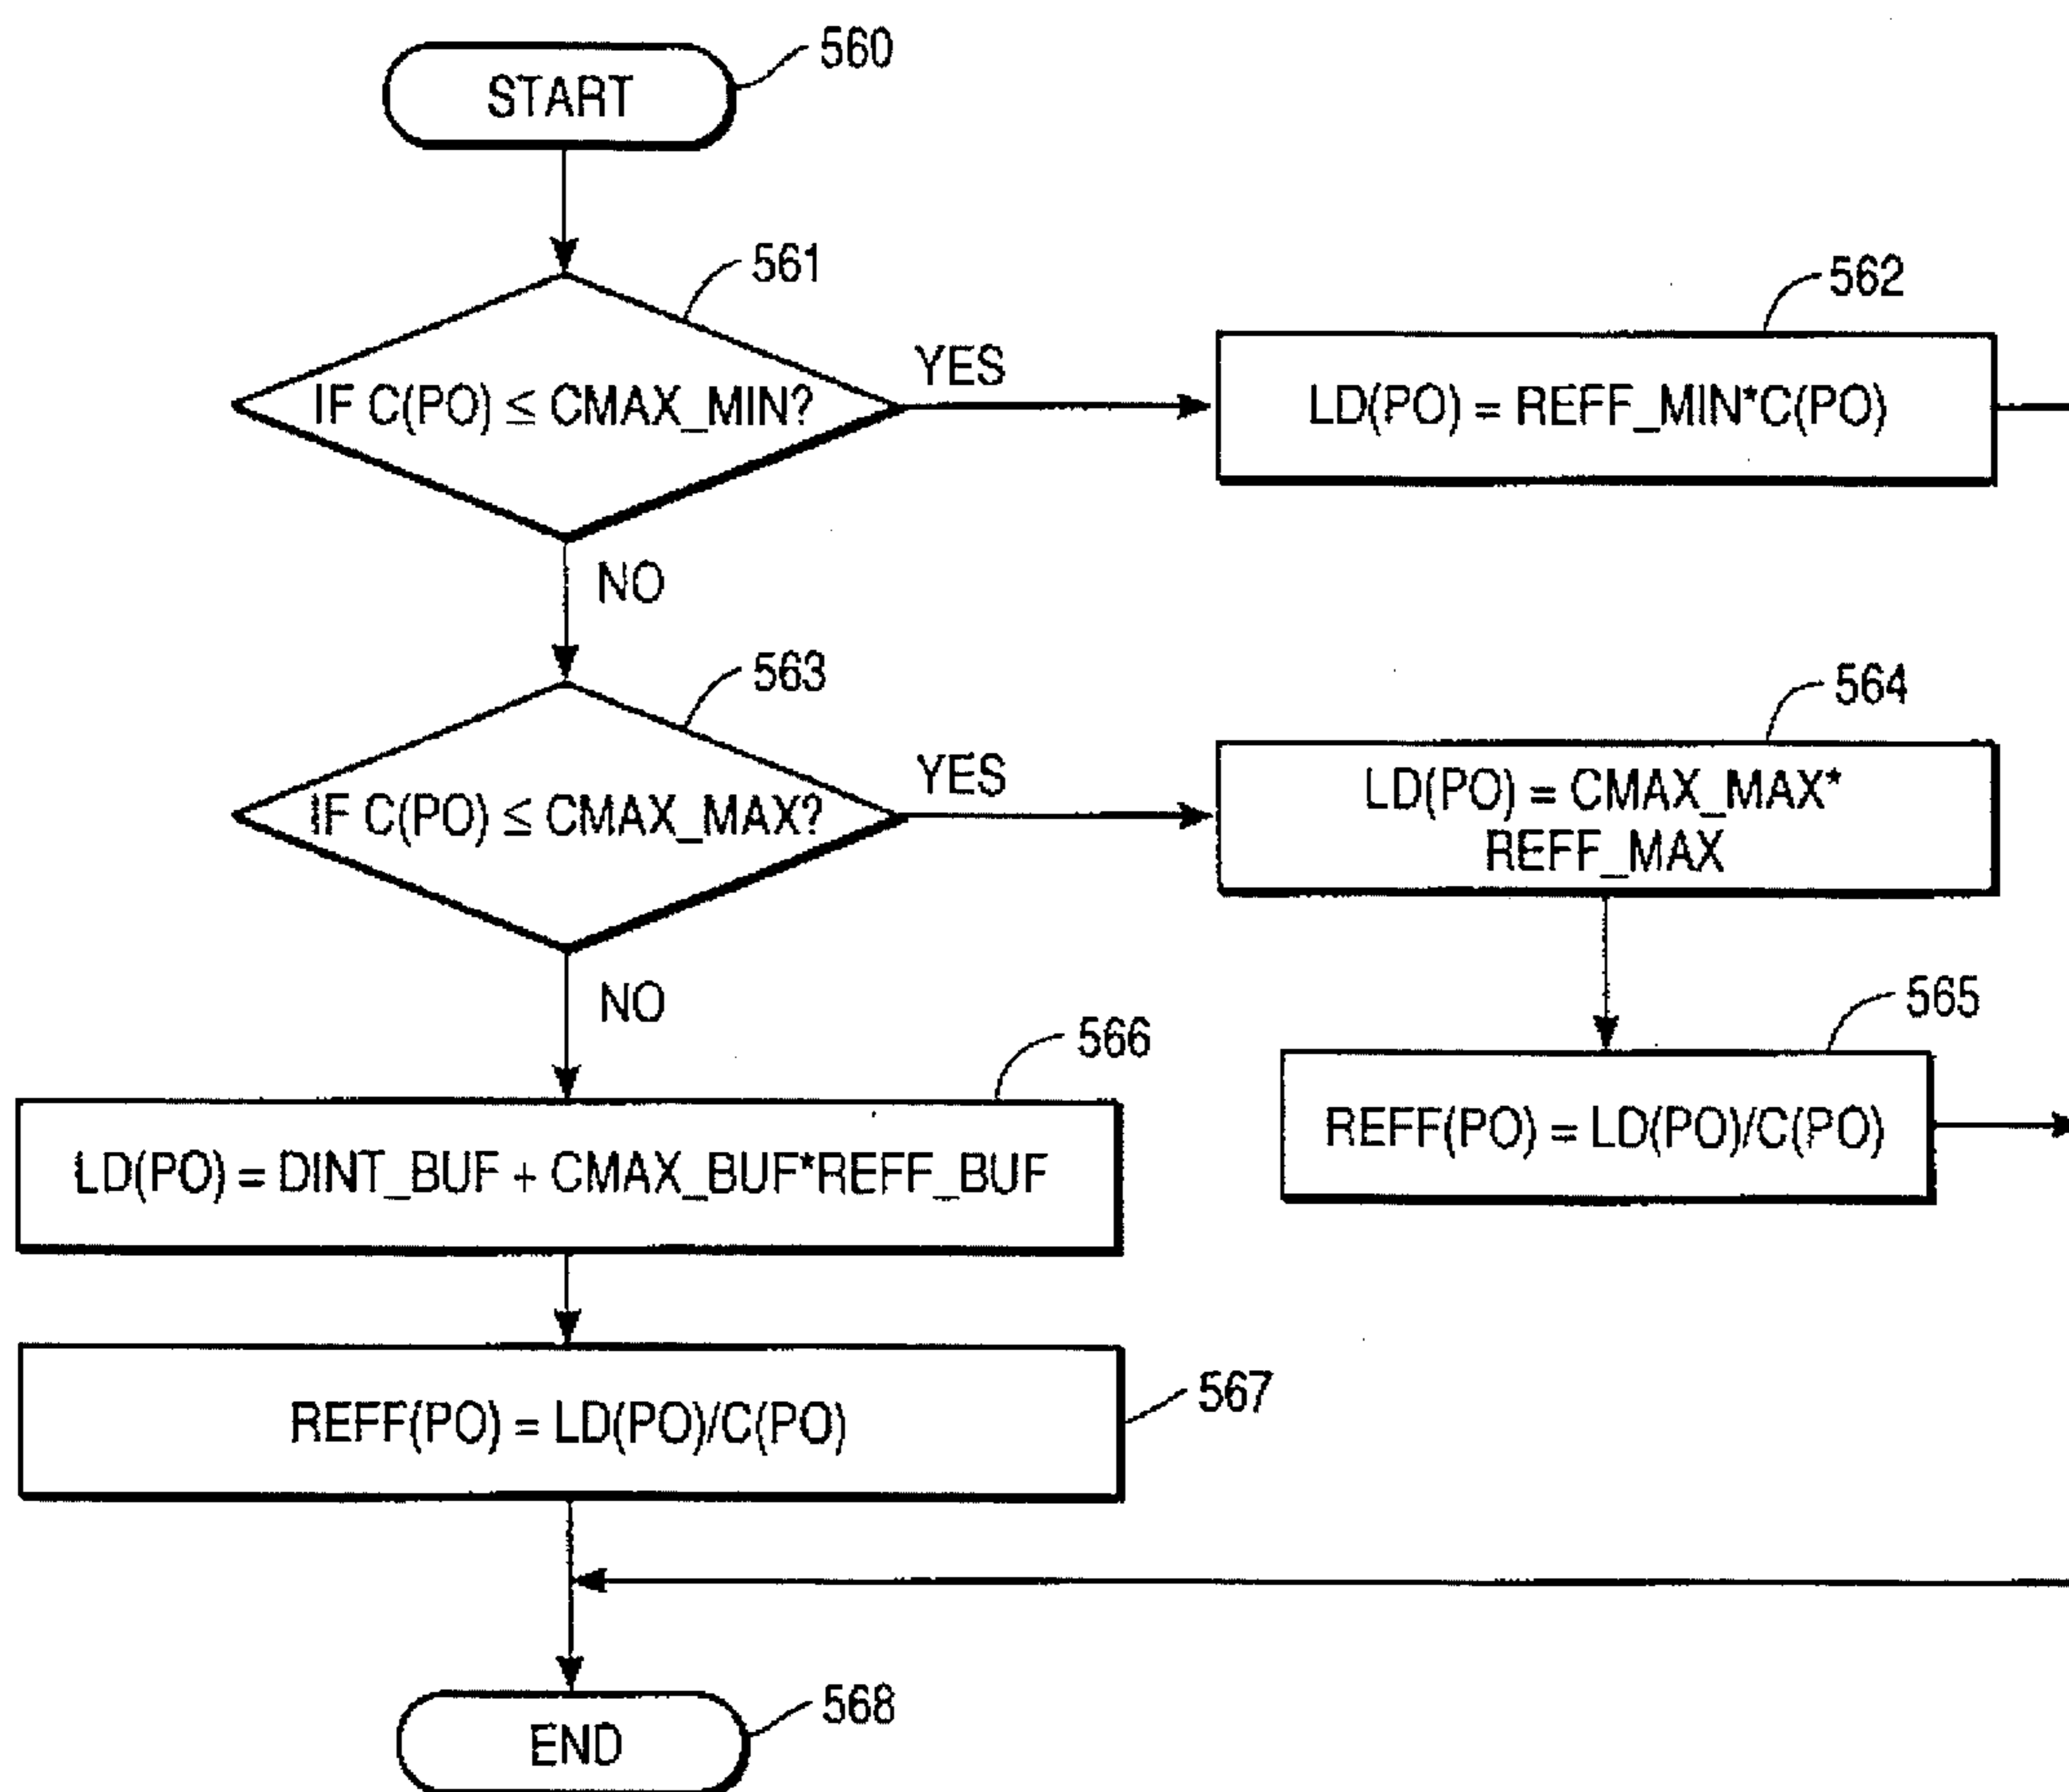 START
560
561
IF C(PO) ≤ CMAX_MIN?
YES
562
LD(PO) = REFF_MIN*C(PO)
NO
563
IF C(PO) ≤ CMAX_MAX?
YES
564
LD(PO) = CMAX_MAX*
REFF_MAX
565
REFF(PO) = LD(PO)/C(PO)
NO
566
LD(PO) = DINT_BUF + CMAX_BUF*REFF_BUF
567
REFF(PO) = LD(PO)/C(PO)
568
END